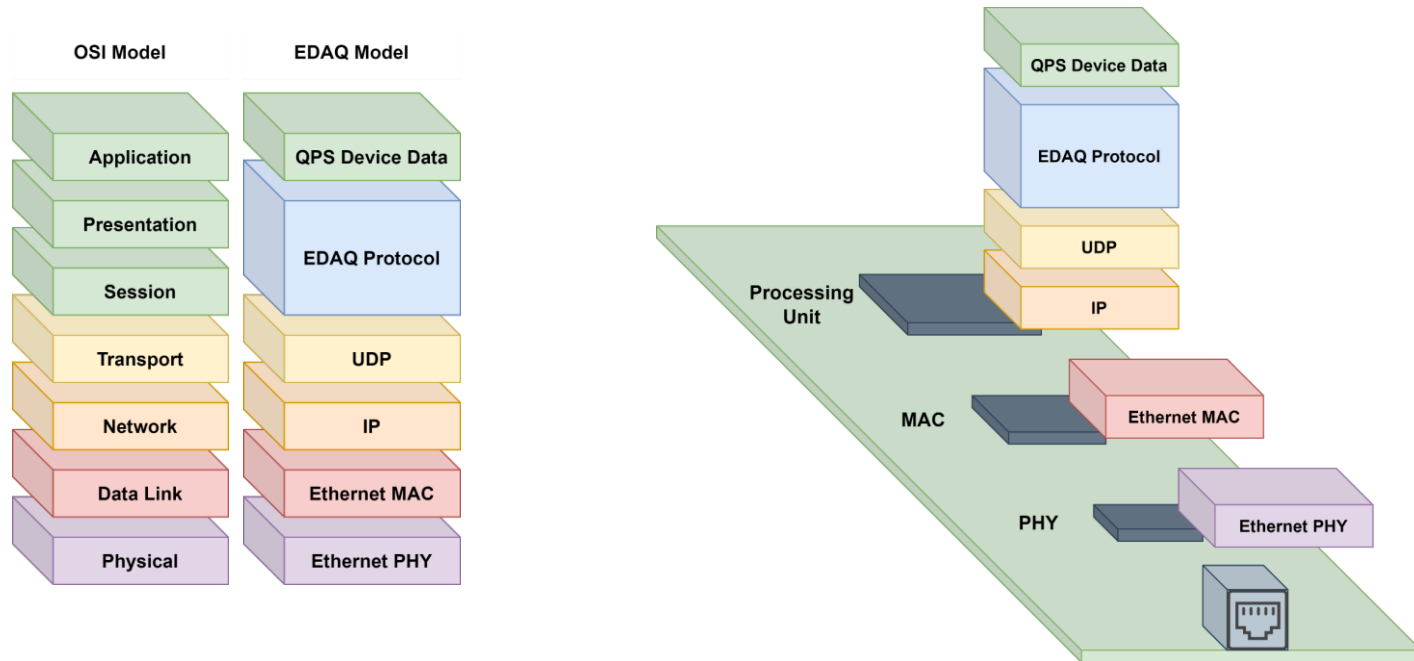 OSI Model
EDAQ Model
Application
Presentation
Session
Transport
Network
Data Link
Physical
QPS Device Data
EDAQ Protocol
UDP
IP
Ethernet MAC
Ethernet PHY
QPS Device Data
EDAQ Protocol
UDP
IP
Processing
Unit
MAC
Ethernet MAC
PHY
Ethernet PHY